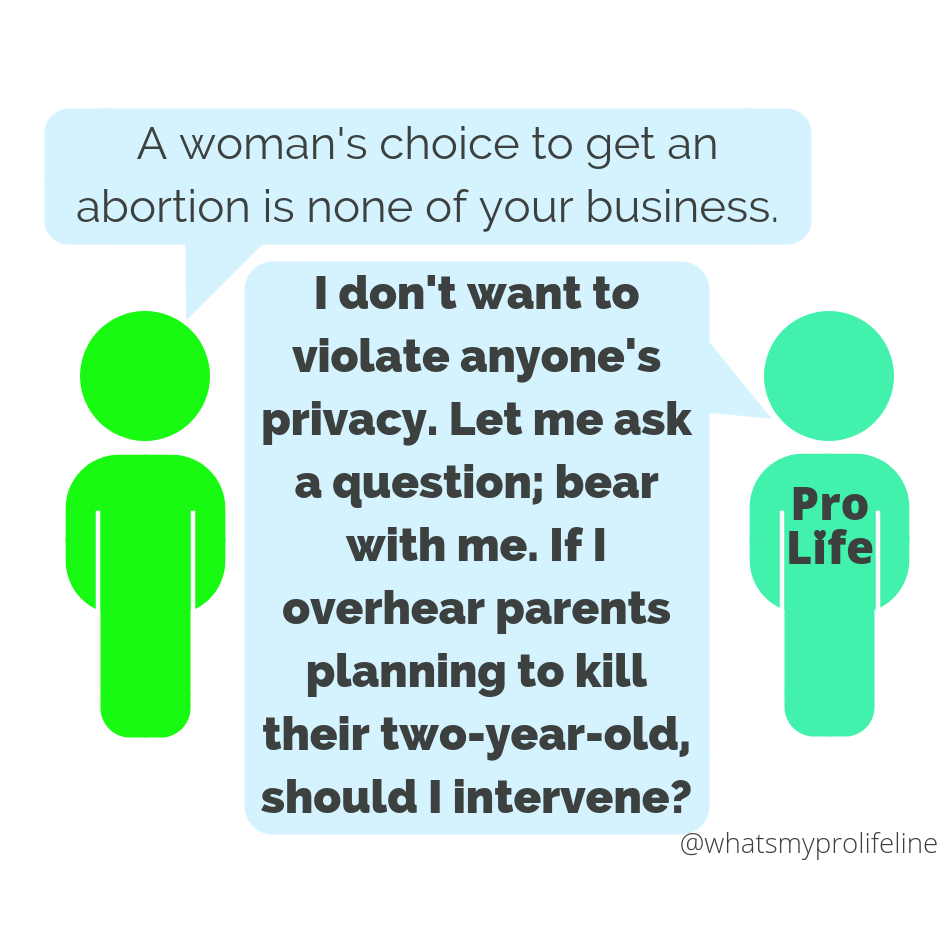 A woman's choice to get an
abortion is none of your business.
I don't want to
violate anyone's
privacy. Let me ask
a question; bear
with me. If I
overhear parents
planning to kill
their two-year-old,
should I intervene?
Pro
Life
@whatsmyprolifeline